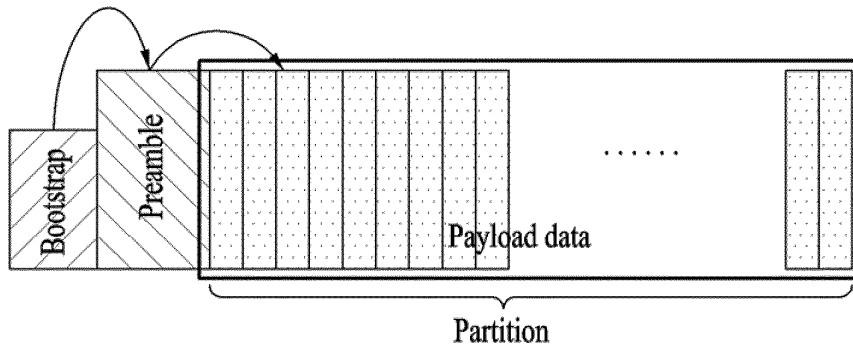 Bootstrap
Preamble
Payload data
......
Partition